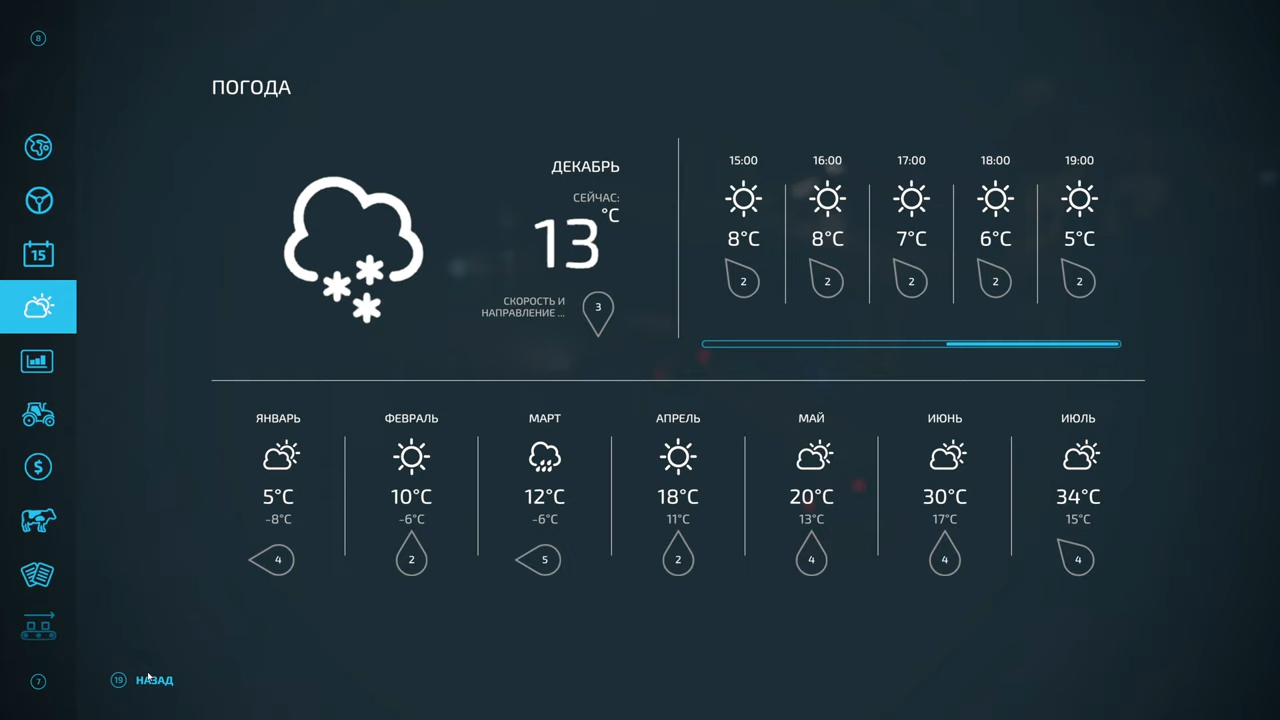 8
ПОГОДА
ДЕКАБРЬ
СЕЙЧАС:
13 °C
СКОРОСТЬ И
НАПРАВЛЕНИЕ ...
3
15:00 16:00 17:00 18:00 19:00
8°C 8°C 7°C 6°C 5°C
2 2 2 2 2
15
$
ЯНВАРЬ ФЕВРАЛЬ МАРТ АПРЕЛЬ МАЙ ИЮНЬ ИЮЛЬ
5°C 10°C 12°C 18°C 20°C 30°C 34°C
-8°C -6°C -6°C 11°C 13°C 17°C 15°C
4 2 5 2 4 4 4
7
19 НАЗАД